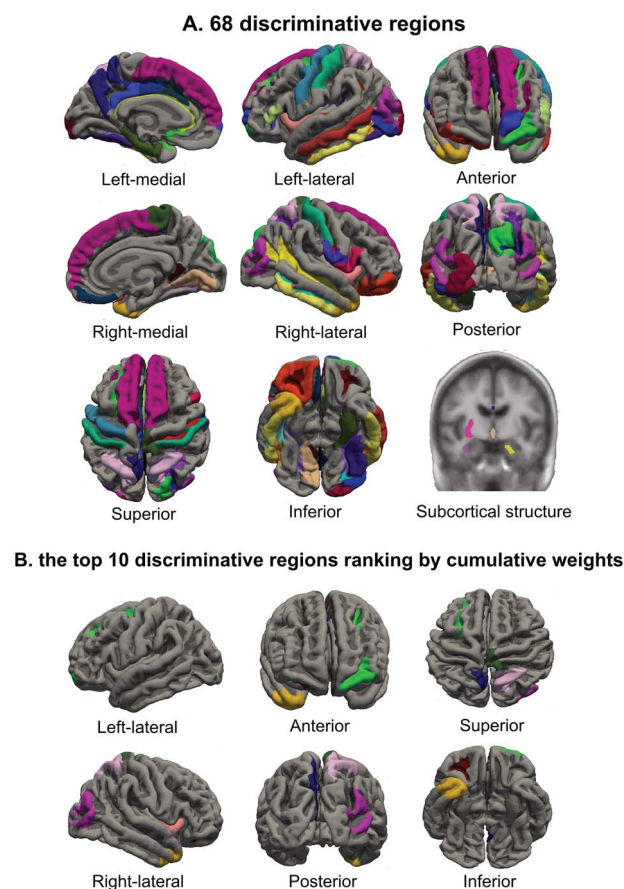 A. 68 discriminative regions
Left-medial
Left-lateral
Anterior
Right-medial
Right-lateral
Posterior
Superior
Inferior
Subcortical structure
B. the top 10 discriminative regions ranking by cumulative weights
Left-lateral
Anterior
Superior
Right-lateral
Posterior
Inferior